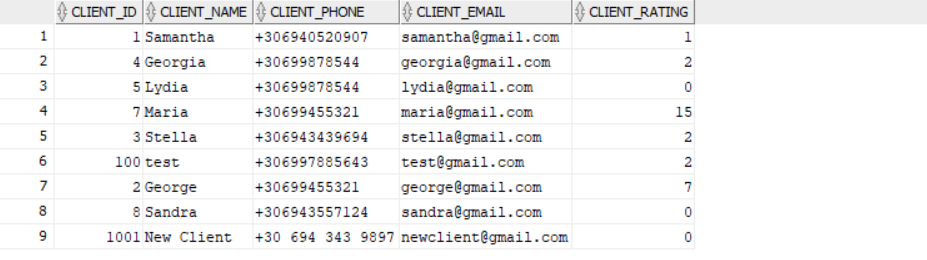 CLIENT_ID CLIENT_NAME CLIENT_PHONE CLIENT_EMAIL CLIENT_RATING
1 1 Samantha +306940520907 samantha@gmail.com 1
2 4 Georgia +30699878544 georgia@gmail.com 2
3 5 Lydia +30699878544 lydia@gmail.com 0
4 7 Maria +30699455321 maria@gmail.com 15
5 3 Stella +306943439694 stella@gmail.com 2
6 100 test +306997885643 test@gmail.com 2
7 2 George +30699455321 george@gmail.com 7
8 8 Sandra +306943557124 sandra@gmail.com 0
9 1001 New Client +30 694 343 9897 newclient@gmail.com 0